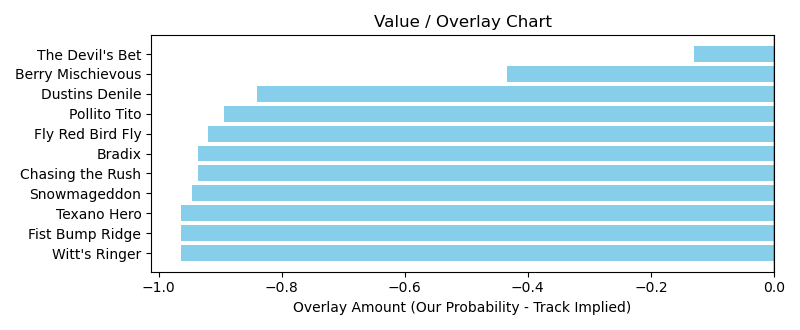 Value / Overlay Chart
The Devil's Bet
Berry Mischievous
Dustins Denile
Pollito Tito
Fly Red Bird Fly
Bradix
Chasing the Rush
Snowmageddon
Texano Hero
Fist Bump Ridge
Witt's Ringer
−1.0 −0.8 −0.6 −0.4 −0.2 0.0
Overlay Amount (Our Probability - Track Implied)